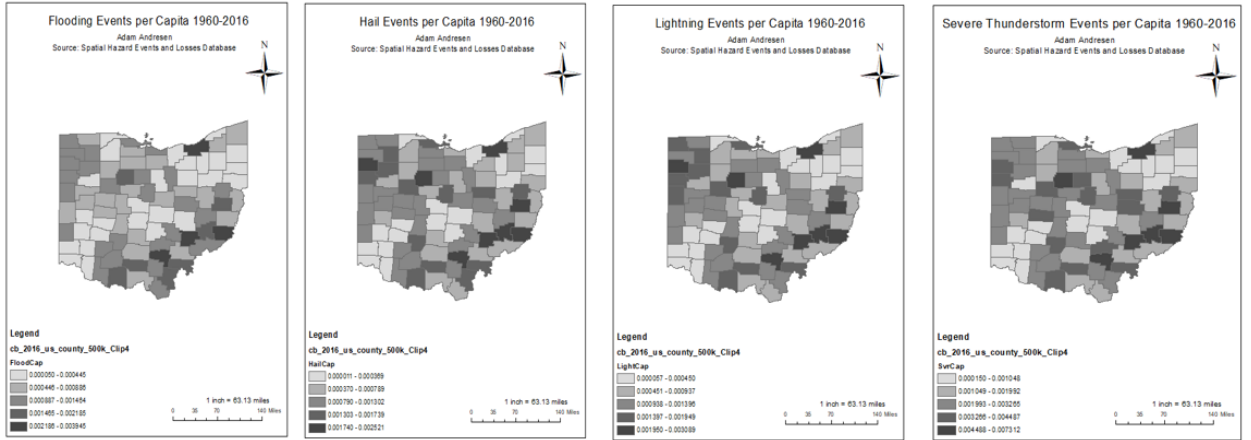 Flooding Events per Capita 1960-2016
Adam Andresen
Source: Spatial Hazard Events and Losses Database
N
Legend
cb_2016_us_county_500k_Clip4
FloodCap
0.000050 - 0.000445
0.000446 - 0.000886
0.000887 - 0.001464
0.001465 - 0.002185
0.002186 - 0.003945
1 inch = 63.13 miles
0 35 70 140 Miles
Hail Events per Capita 1960-2016
Adam Andresen
Source: Spatial Hazard Events and Losses Database
N
Legend
cb_2016_us_county_500k_Clip4
HailCap
0.000011 - 0.000369
0.000370 - 0.000789
0.000790 - 0.001302
0.001303 - 0.001739
0.001740 - 0.002521
1 inch = 63.13 miles
0 35 70 140 Miles
Lightning Events per Capita 1960-2016
Adam Andresen
Source: Spatial Hazard Events and Losses Database
N
Legend
cb_2016_us_county_500k_Clip4
LightCap
0.000057 - 0.000450
0.000451 - 0.000937
0.000938 - 0.001396
0.001397 - 0.001949
0.001950 - 0.003089
1 inch = 63.13 miles
0 35 70 140 Miles
Severe Thunderstorm Events per Capita 1960-2016
Adam Andresen
Source: Spatial Hazard Events and Losses Database
N
Legend
cb_2016_us_county_500k_Clip4
SvrCap
0.000150 - 0.001048
0.001049 - 0.001992
0.001993 - 0.003265
0.003266 - 0.004487
0.004488 - 0.007312
1 inch = 63.13 miles
0 35 70 140 Miles